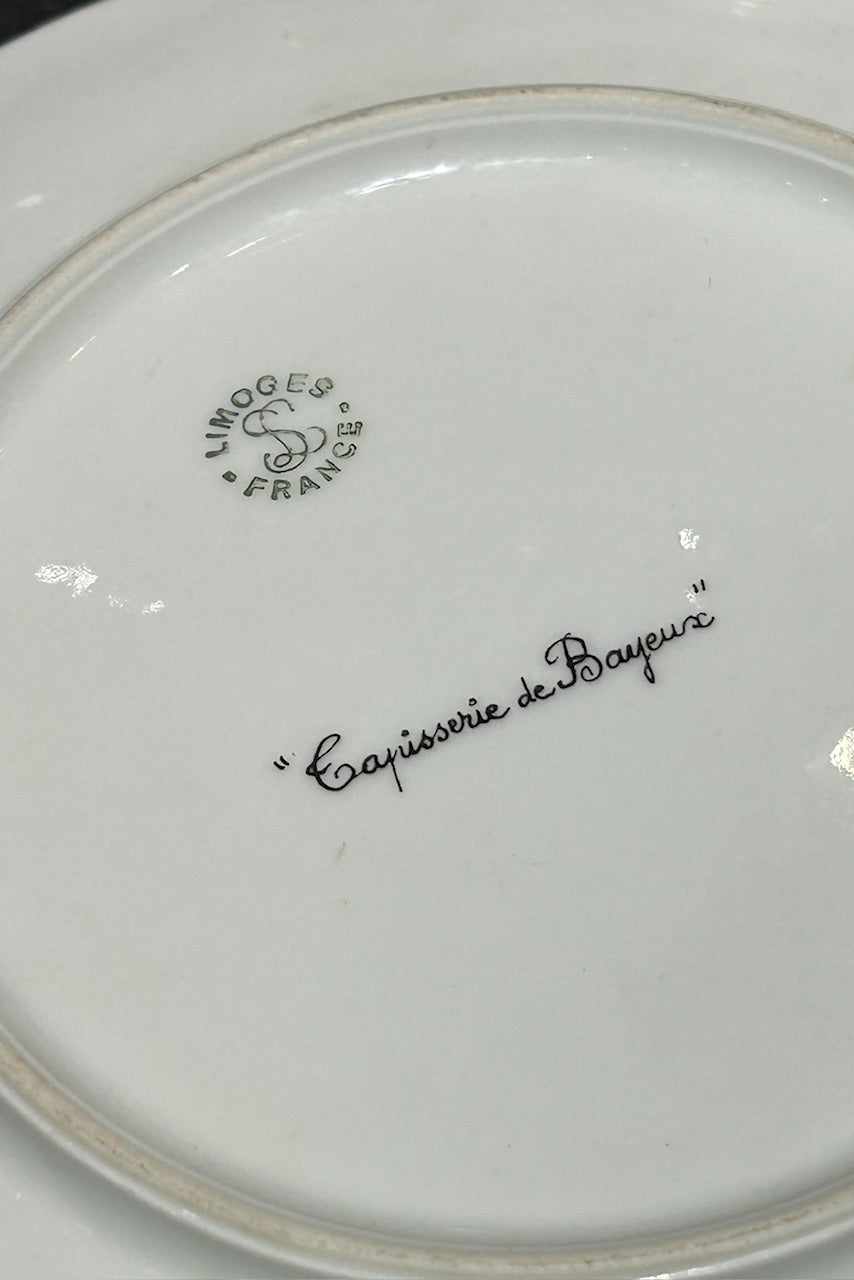 LIMOGES
FRANCE
"Tapisserie de Bayeux"